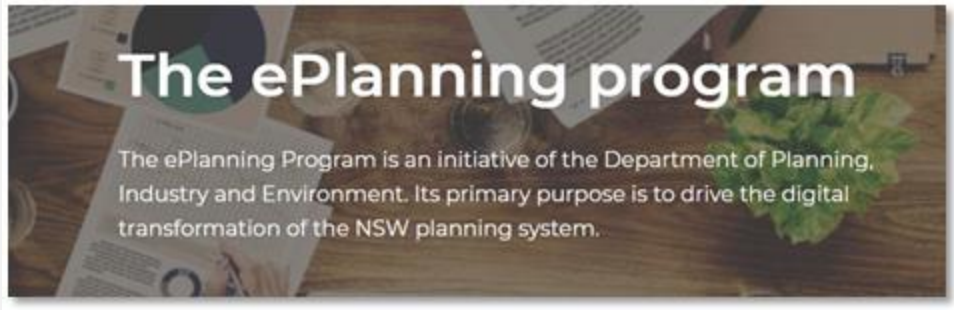 The ePlanning program
The ePlanning Program is an initiative of the Department of Planning,
Industry and Environment. Its primary purpose is to drive the digital
transformation of the NSW planning system.